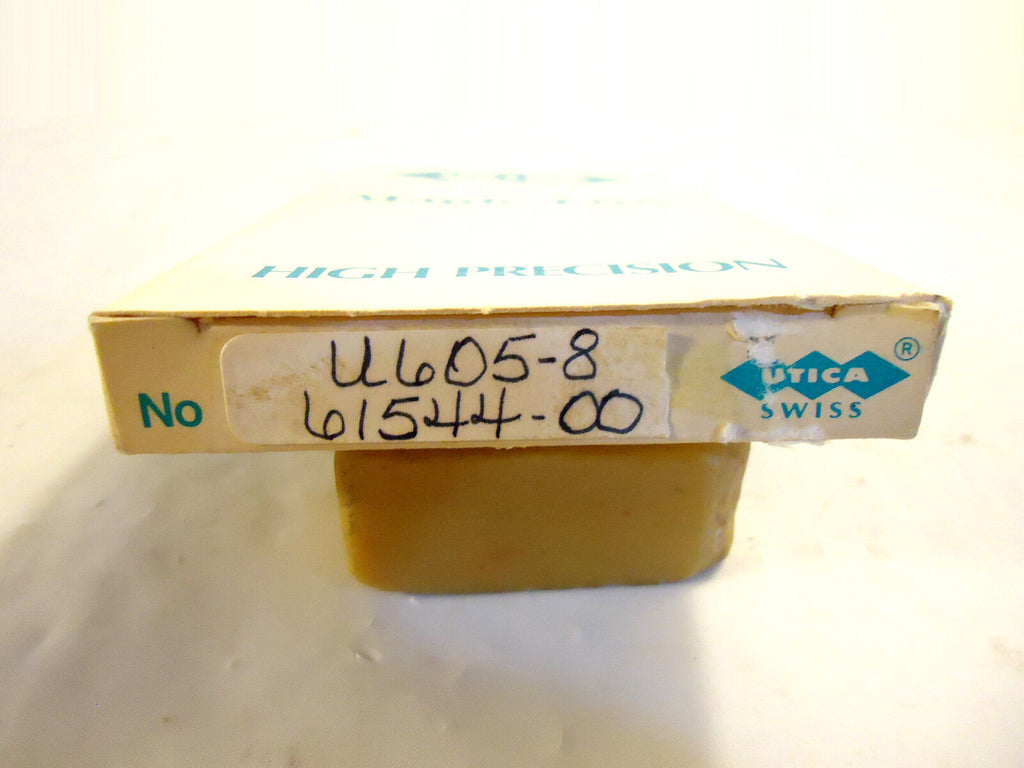 HIGH PRECISION
No
U605-8
61544-00
UTICA ®
SWISS